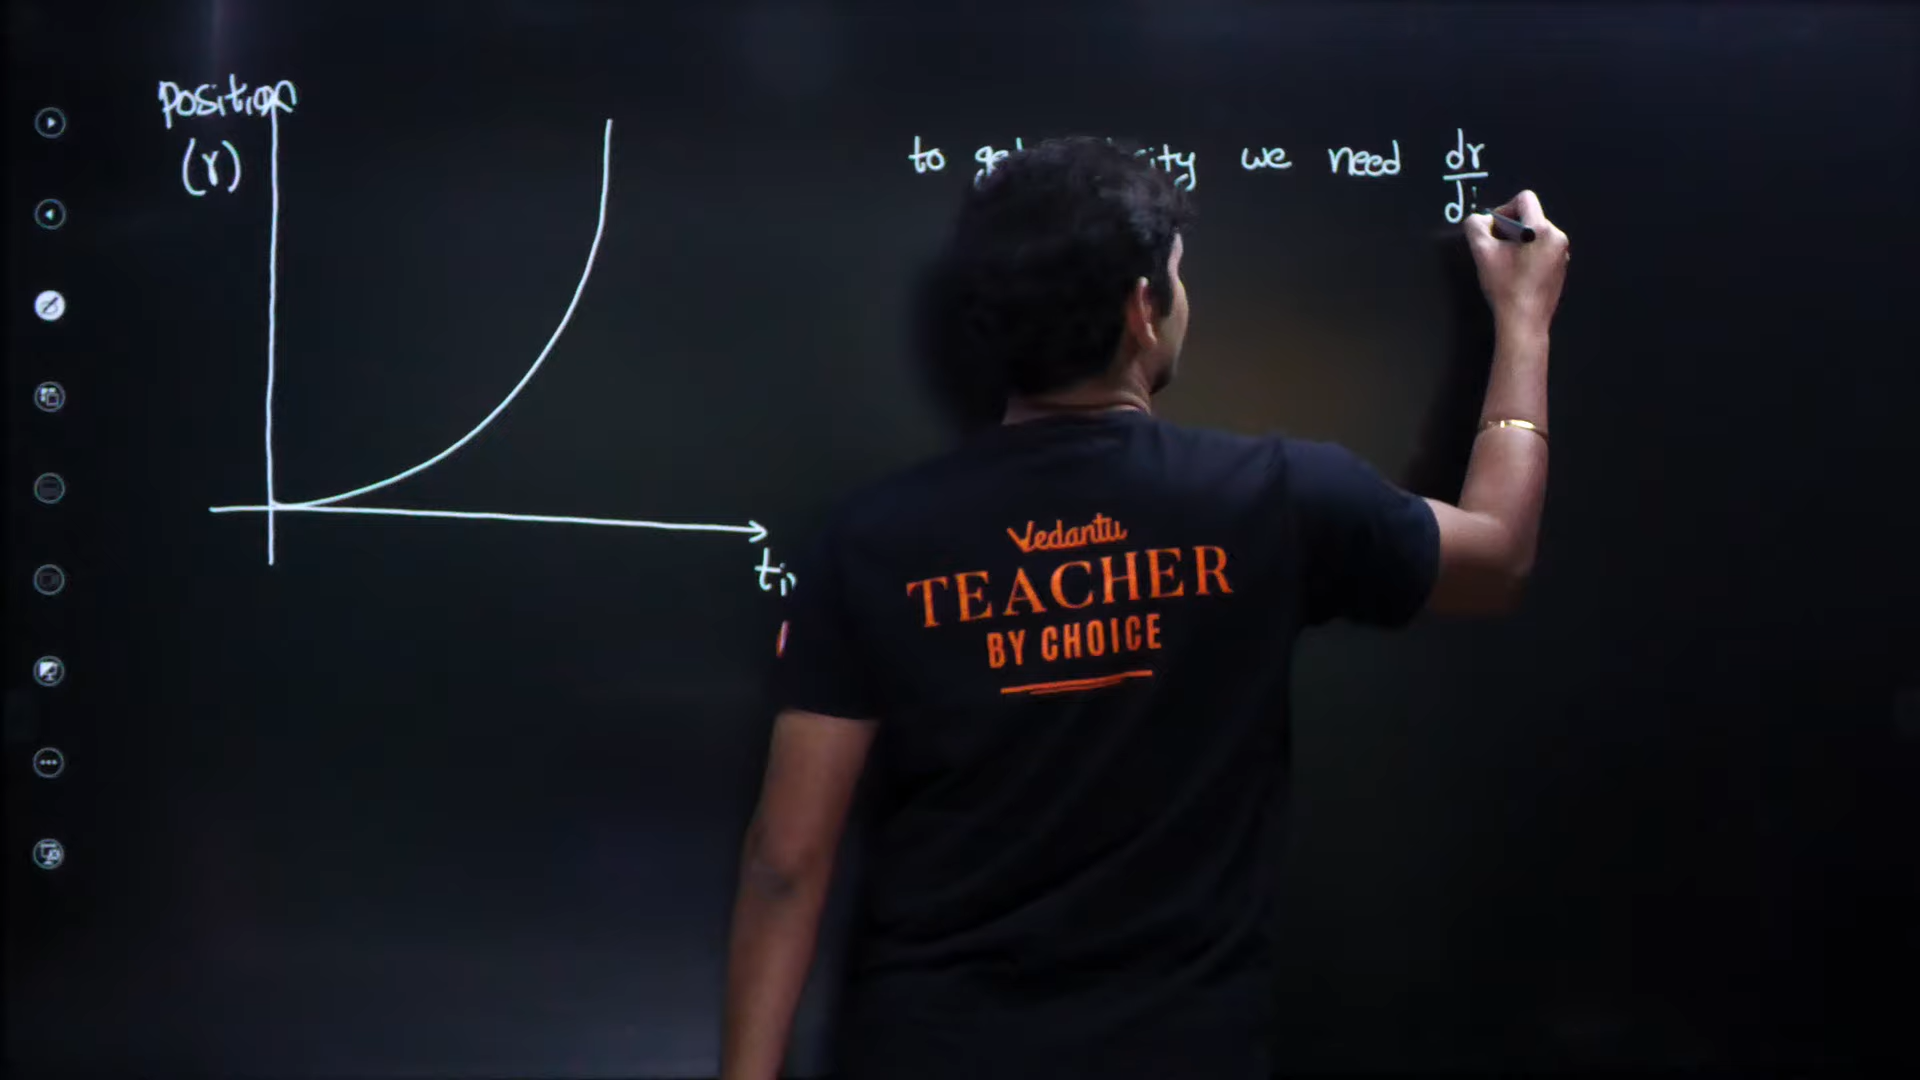 Position
(r)
to we need dr
Vedantu
TEACHER
BY CHOICE